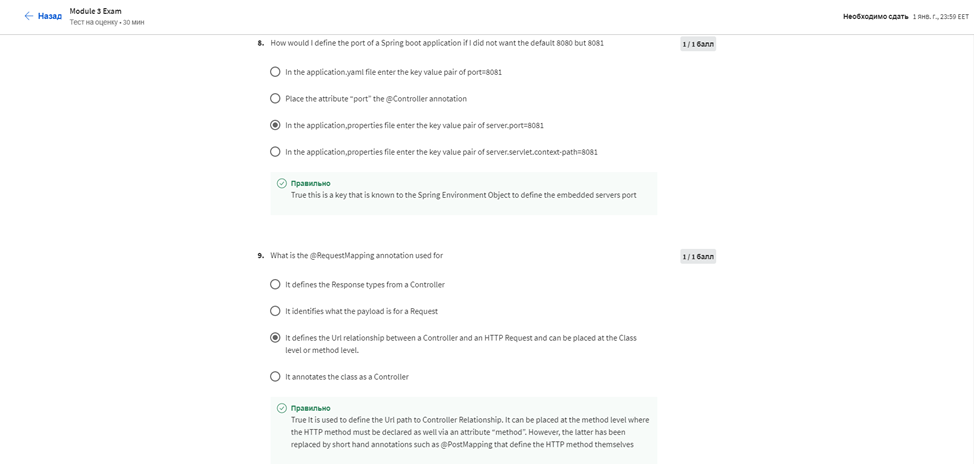 Назад
Module 3 Exam
Тест на оценку • 30 мин
Необходимо сдать 1 янв. г., 23:59 EET
8. How would I define the port of a Spring boot application if I did not want the default 8080 but 8081
1 / 1 балл
In the application.yaml file enter the key value pair of port=8081
Place the attribute “port” the @Controller annotation
In the application.properties file enter the key value pair of server.port=8081
In the application.properties file enter the key value pair of server.servlet.context-path=8081
Правильно
True this is a key that is known to the Spring Environment Object to define the embedded servers port
9. What is the @RequestMapping annotation used for
1 / 1 балл
It defines the Response types from a Controller
It identifies what the payload is for a Request
It defines the Url relationship between a Controller and an HTTP Request and can be placed at the Class
level or method level.
It annotates the class as a Controller
Правильно
True It is used to define the Url path to Controller Relationship. It can be placed at the method level where
the HTTP method must be declared as well via an attribute “method”. However, the latter has been
replaced by short hand annotations such as @PostMapping that define the HTTP method themselves